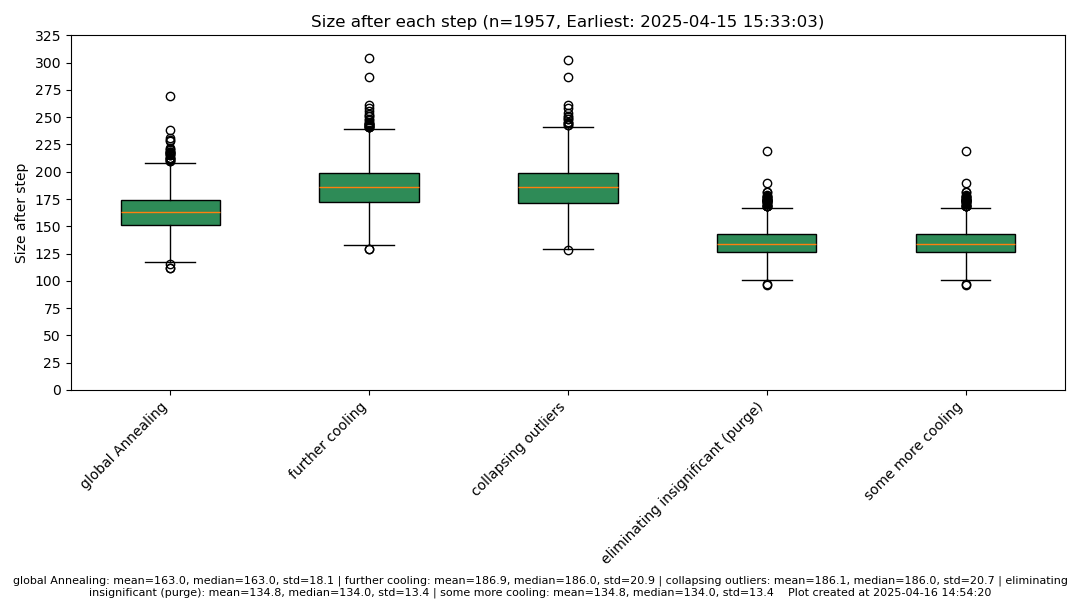 Size after each step (n=1957, Earliest: 2025-04-15 15:33:03)
Size after step
325
300
275
250
225
200
175
150
125
100
75
50
25
0
global Annealing
further cooling
collapsing outliers
eliminating insignificant (purge)
some more cooling
global Annealing: mean=163.0, median=163.0, std=18.1 | further cooling: mean=186.9, median=186.0, std=20.9 | collapsing outliers: mean=186.1, median=186.0, std=20.7 | eliminating
insignificant (purge): mean=134.8, median=134.0, std=13.4 | some more cooling: mean=134.8, median=134.0, std=13.4    Plot created at 2025-04-16 14:54:20